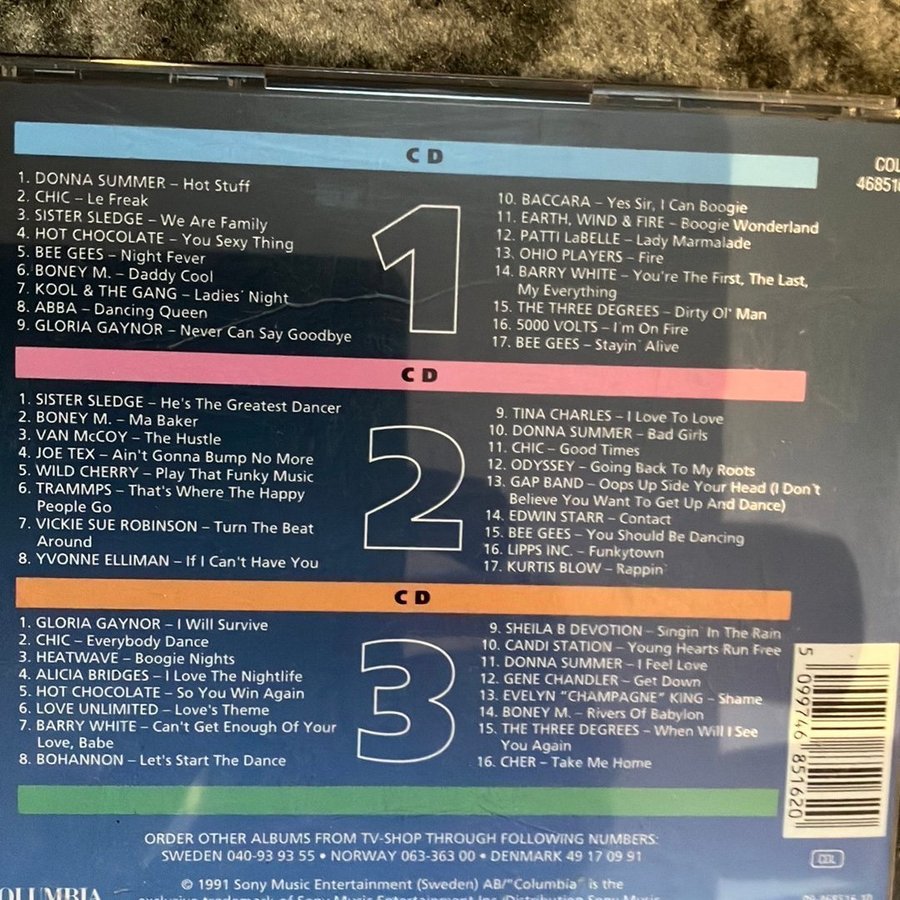 CD
COL
1. DONNA SUMMER – Hot Stuff
2. CHIC – Le Freak
3. SISTER SLEDGE – We Are Family
4. HOT CHOCOLATE – You Sexy Thing
5. BEE GEES – Night Fever
6. BONEY M. – Daddy Cool
7. KOOL & THE GANG – Ladies' Night
8. ABBA – Dancing Queen
9. GLORIA GAYNOR – Never Can Say Goodbye
1
10. BACCARA – Yes Sir, I Can Boogie
11. EARTH, WIND & FIRE – Boogie Wonderland
12. PATTI LaBELLE – Lady Marmalade
13. OHIO PLAYERS – Fire
14. BARRY WHITE – You're The First, The Last,
My Everything
15. THE THREE DEGREES – Dirty Ol' Man
16. 5000 VOLTS – I'm On Fire
17. BEE GEES – Stayin' Alive
CD
1. SISTER SLEDGE – He's The Greatest Dancer
2. BONEY M. – Ma Baker
3. VAN McCOY – The Hustle
4. JOE TEX – Ain't Gonna Bump No More
5. WILD CHERRY – Play That Funky Music
6. TRAMMPS – That's Where The Happy
People Go
7. VICKIE SUE ROBINSON – Turn The Beat
Around
8. YVONNE ELLIMAN – If I Can't Have You
2
9. TINA CHARLES – I Love To Love
10. DONNA SUMMER – Bad Girls
11. CHIC – Good Times
12. ODYSSEY – Going Back To My Roots
13. GAP BAND – Oops Up Side Your Head (I Don't
Believe You Want To Get Up And Dance)
14. EDWIN STARR – Contact
15. BEE GEES – You Should Be Dancing
16. LIPPS INC. – Funkytown
17. KURTIS BLOW – Rappin'
CD
1. GLORIA GAYNOR – I Will Survive
2. CHIC – Everybody Dance
3. HEATWAVE – Boogie Nights
4. ALICIA BRIDGES – I Love The Nightlife
5. HOT CHOCOLATE – So You Win Again
6. LOVE UNLIMITED – Love's Theme
7. BARRY WHITE – Can't Get Enough Of Your
Love, Babe
8. BOHANNON – Let's Start The Dance
3
9. SHEILA B DEVOTION – Singin' In The Rain
10. CANDI STATION – Young Hearts Run Free
11. DONNA SUMMER – I Feel Love
12. GENE CHANDLER – Get Down
13. EVELYN "CHAMPAGNE" KING – Shame
14. BONEY M. – Rivers Of Babylon
15. THE THREE DEGREES – When Will I See
You Again
16. CHER – Take Me Home
5 099746 851620
ORDER OTHER ALBUMS FROM TV-SHOP THROUGH FOLLOWING NUMBERS:
SWEDEN 040-93 93 55 • NORWAY 063-363 00 • DENMARK 49 17 09 91
© 1991 Sony Music Entertainment (Sweden) AB/"Columbia" is the